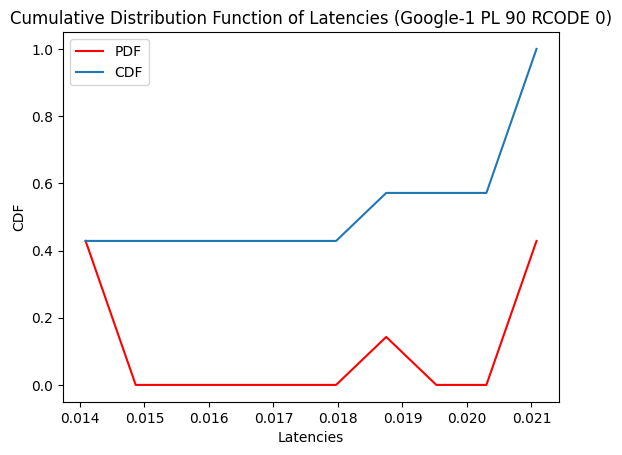 Cumulative Distribution Function of Latencies (Google-1 PL 90 RCODE 0)
PDF
CDF
1.0
0.8
0.6
0.4
0.2
0.0
CDF
0.014 0.015 0.016 0.017 0.018 0.019 0.020 0.021
Latencies